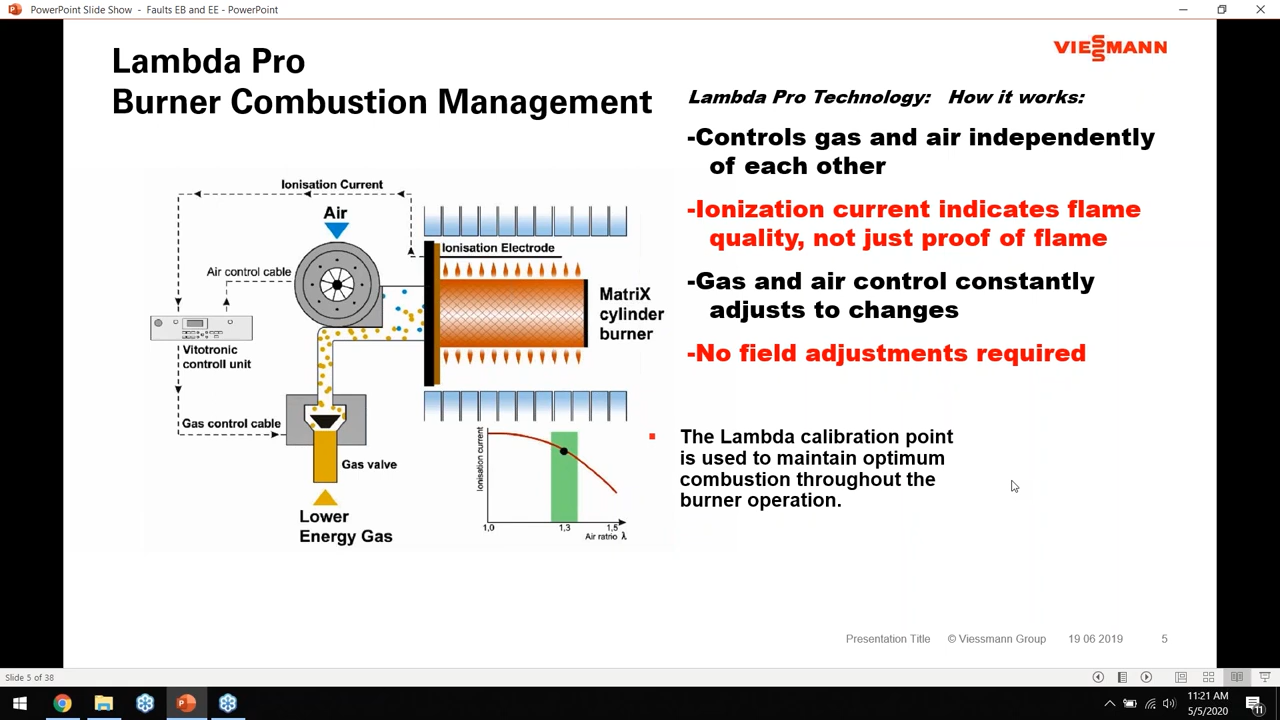 PowerPoint Slide Show - Faults EB and EE - PowerPoint
Lambda Pro
Burner Combustion Management
VIESSMANN
Lambda Pro Technology: How it works:
-Controls gas and air independently
of each other
-Ionization current indicates flame
quality, not just proof of flame
-Gas and air control constantly
adjusts to changes
-No field adjustments required
Ionisation Current
Air
Ionisation Electrode
Air control cable
MatriX
cylinder
burner
Vitotronic
controll unit
Gas control cable
Gas valve
Lower
Energy Gas
Ionisation current
1,0
1,3
1,5
Air ratrio λ
The Lambda calibration point
is used to maintain optimum
combustion throughout the
burner operation.
Presentation Title © Viessmann Group 19 06 2019 5
Slide 5 of 38
11:21 AM
5/5/2020
11